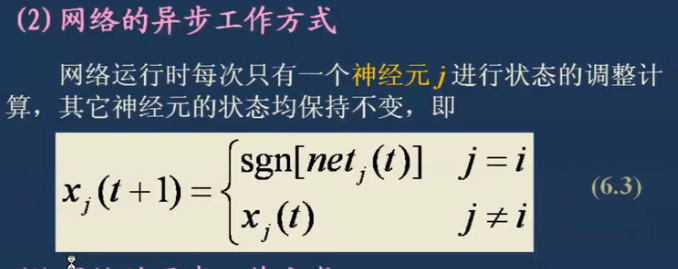 (2) 网络的异步工作方式
网络运行时每次只有一个神经元 j 进行状态的调整计
算，其它神经元的状态均保持不变，即
x_j(t+1) = { sgn[net_j(t)]  j = i
x_j(t)  j ≠ i
(6.3)